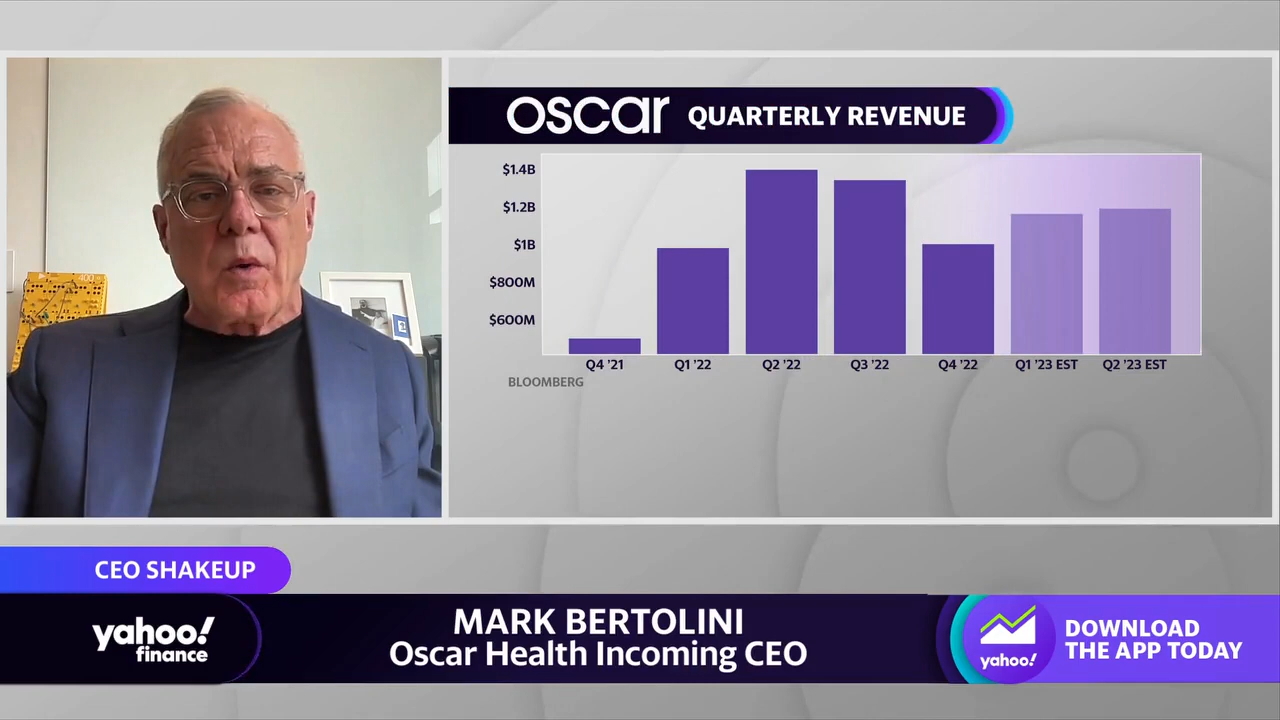 oscar QUARTERLY REVENUE
$1.4B
$1.2B
$1B
$800M
$600M
Q4 '21 Q1 '22 Q2 '22 Q3 '22 Q4 '22 Q1 '23 EST Q2 '23 EST
BLOOMBERG
400
CEO SHAKEUP
yahoo!
finance
MARK BERTOLINI
Oscar Health Incoming CEO
yahoo!
DOWNLOAD
THE APP TODAY